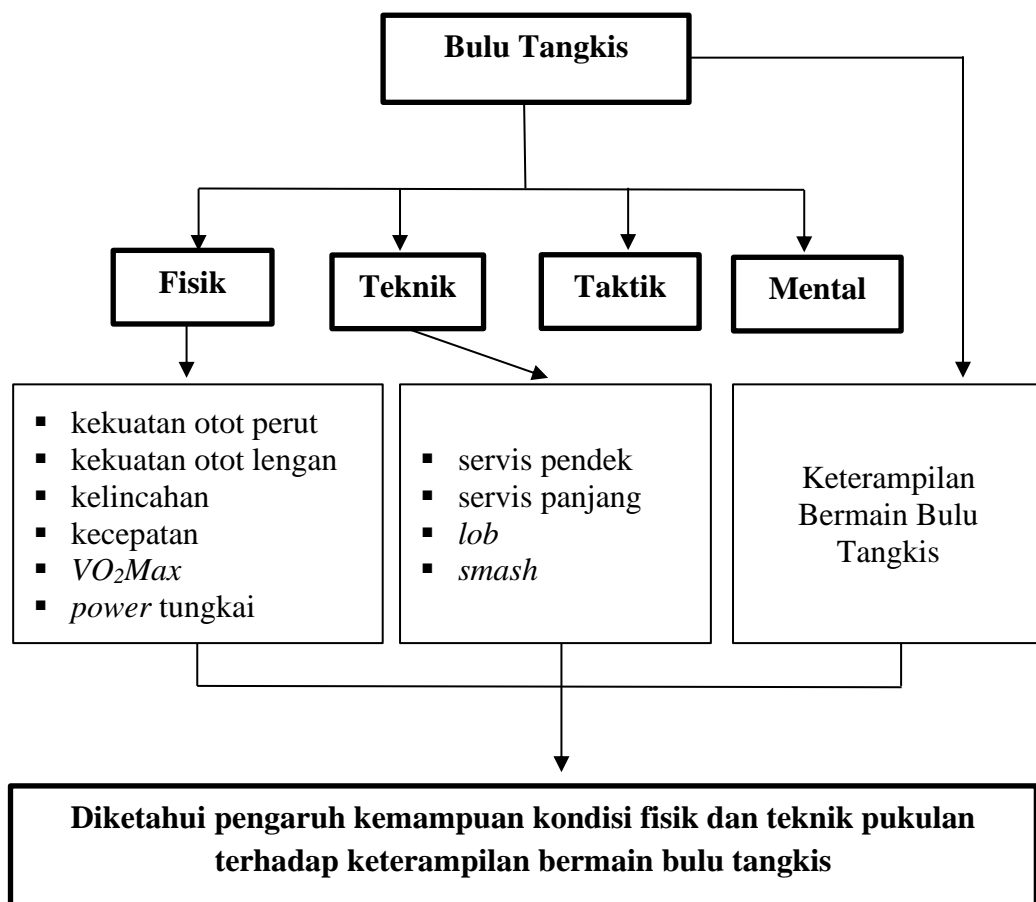 Bulu Tangkis
Fisik
Teknik
Taktik
Mental
▪ kekuatan otot perut
▪ kekuatan otot lengan
▪ kelincahan
▪ kecepatan
▪ VO₂Max
▪ power tungkai
▪ servis pendek
▪ servis panjang
▪ lob
▪ smash
Keterampilan
Bermain Bulu
Tangkis
Diketahui pengaruh kemampuan kondisi fisik dan teknik pukulan
terhadap keterampilan bermain bulu tangkis